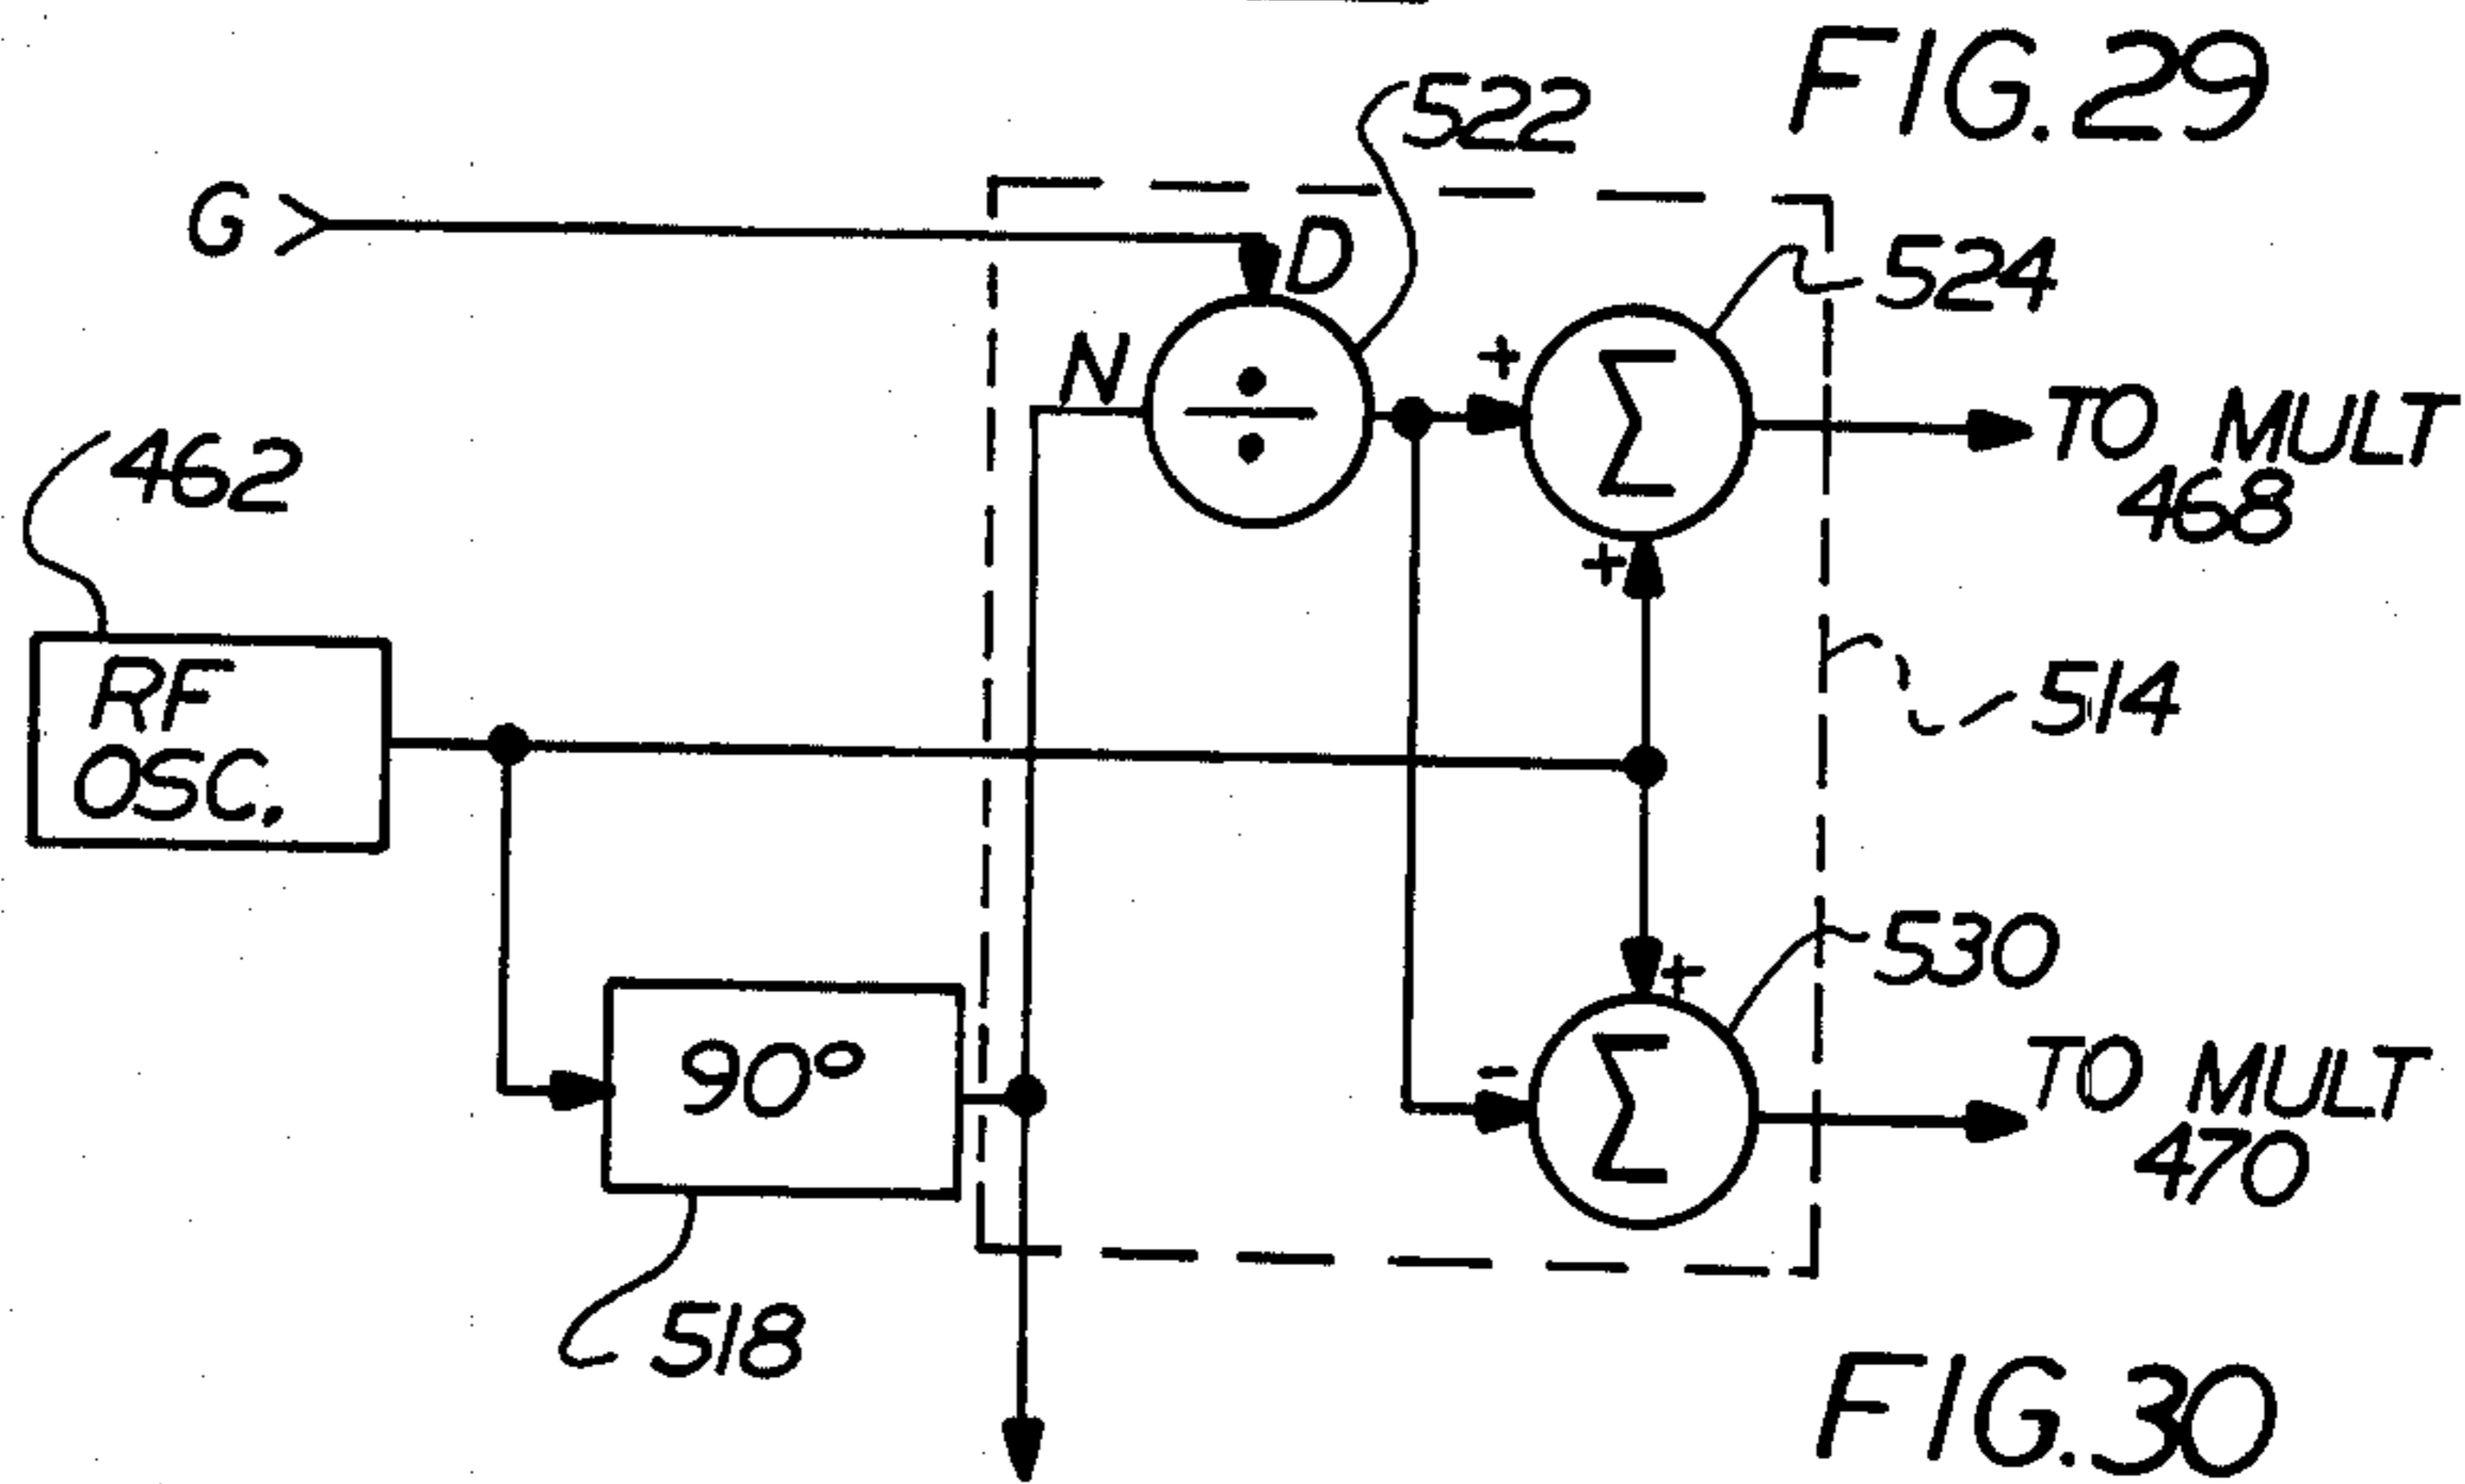 FIG. 29
522
G
D
524
N
+
÷
Σ
TO MULT
468
462
+
RF
OSC.
514
530
+
90°
-
Σ
TO MULT
470
518
FIG. 30